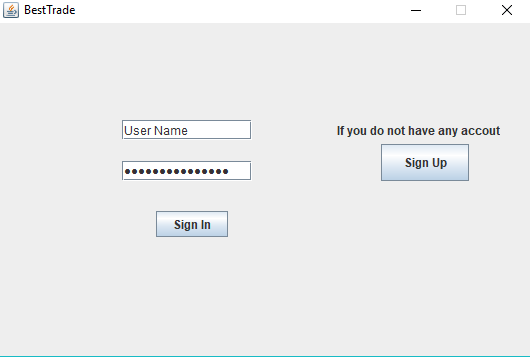 BestTrade
User Name
•••••••••••••••
Sign In
If you do not have any accout
Sign Up